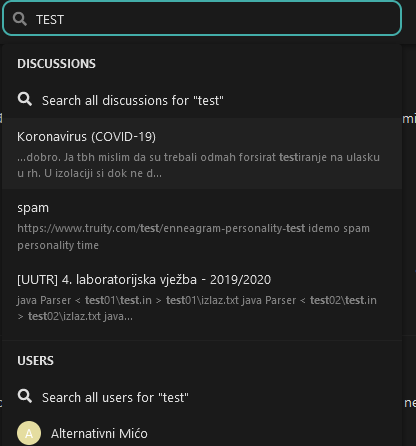 TEST
DISCUSSIONS
Search all discussions for "test"
Koronavirus (COVID-19)
...dobro. Ja tbh mislim da su trebali odmah forsirat testiranje na ulasku
u rh. U izolaciji si dok ne d...
spam
https://www.truity.com/test/enneagram-personality-test idemo spam
personality time
[UUTR] 4. laboratorijska vježba - 2019/2020
java Parser < test01\test.in > test01\izlaz.txt java Parser < test02\test.in
> test02\izlaz.txt java...
USERS
Search all users for "test"
A Alternativni Mićo